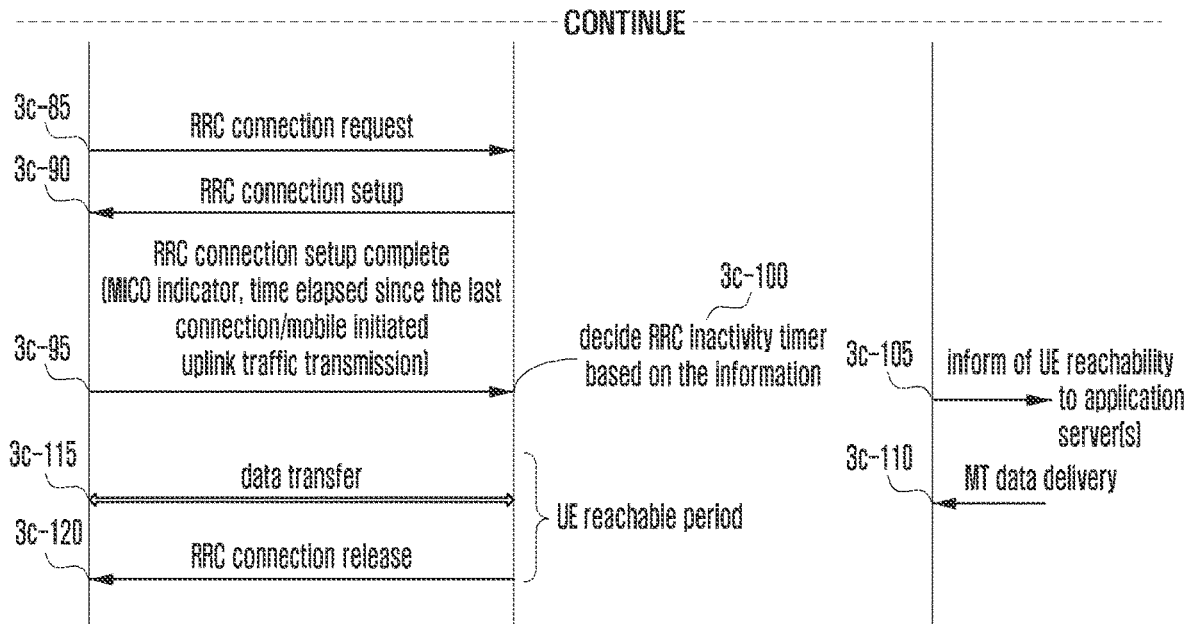 CONTINUE
3c-85
RRC connection request
3c-90
RRC connection setup
RRC connection setup complete
(MICO indicator, time elapsed since the last
connection/mobile initiated
uplink traffic transmission)
3c-95
3c-100
decide RRC inactivity timer
based on the information
3c-105
inform of UE reachability
to application
server(s)
3c-115
data transfer
3c-110
MT data delivery
UE reachable period
3c-120
RRC connection release